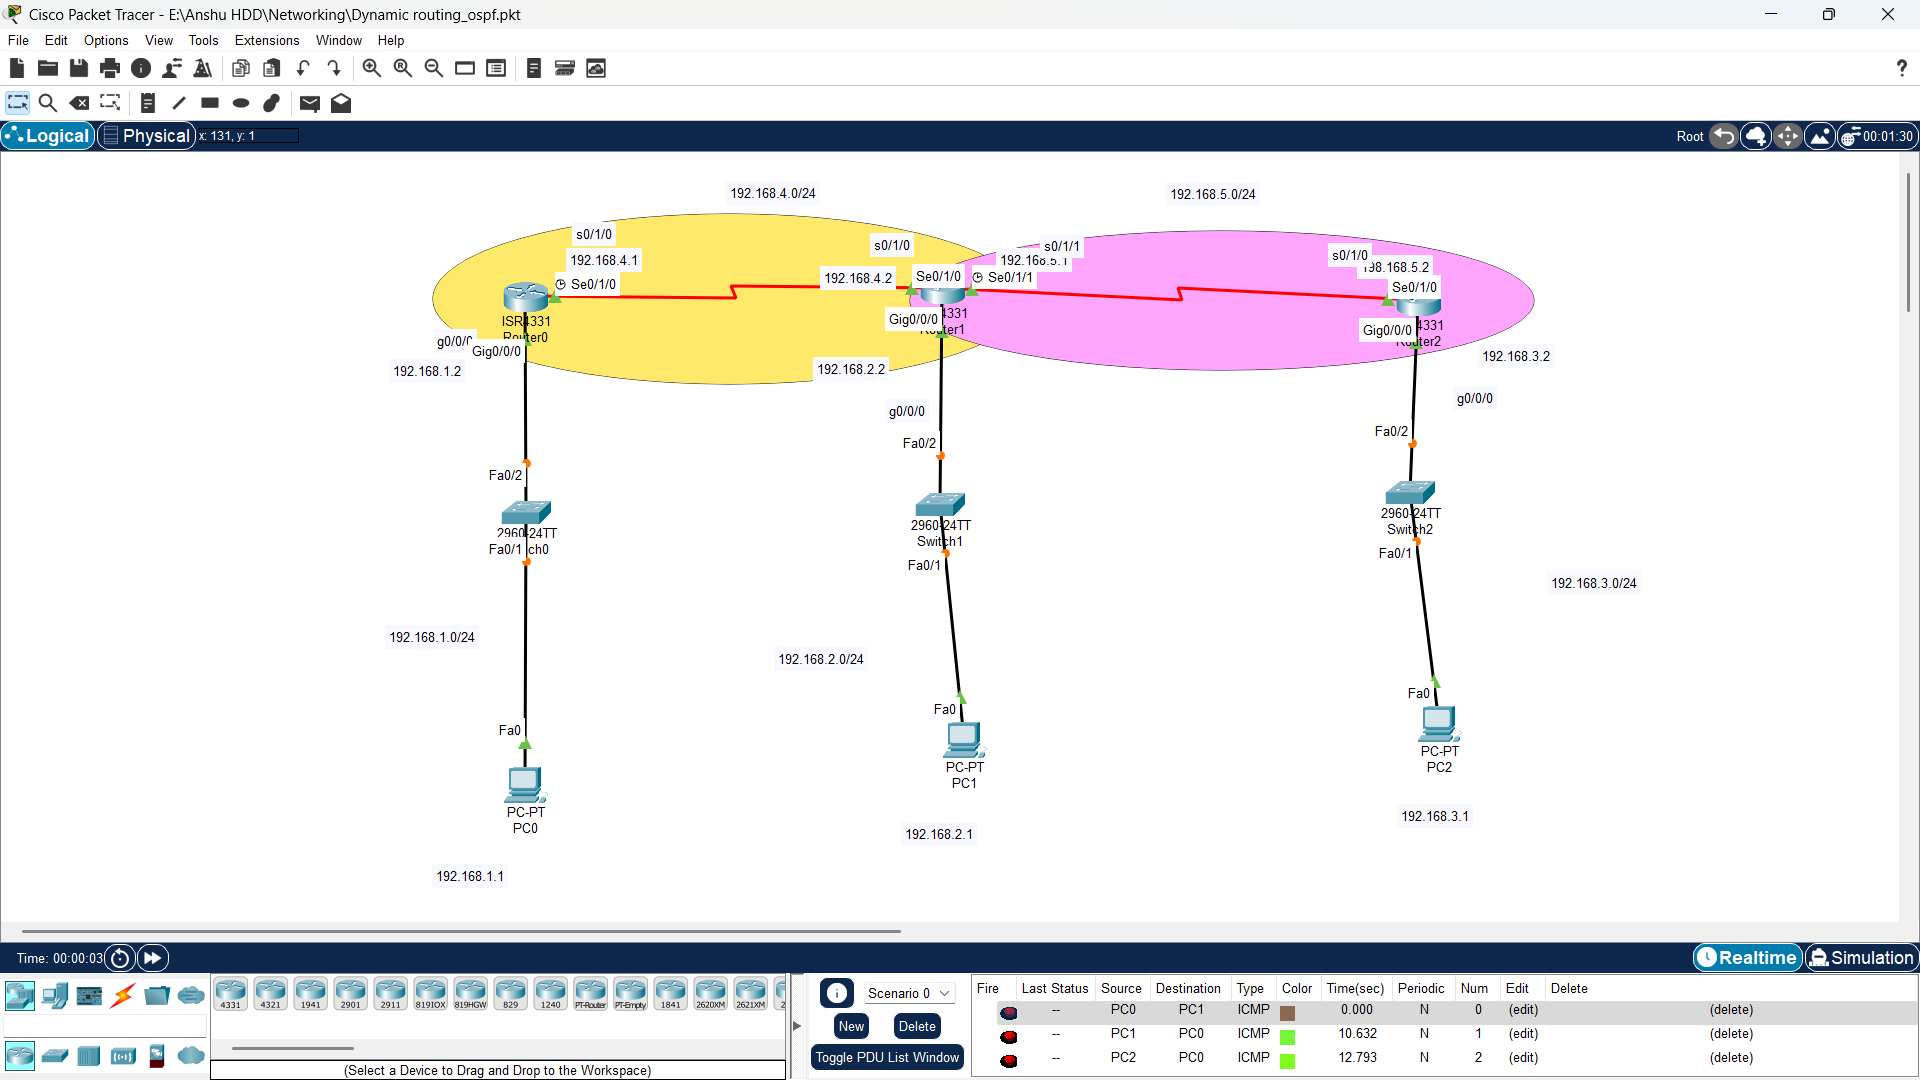 Cisco Packet Tracer - E:\Anshu HDD\Networking\Dynamic routing_ospf.pkt
File Edit Options View Tools Extensions Window Help
?
Logical Physical x: 131, y: 1 Root 00:01:30
192.168.4.0/24
192.168.5.0/24
s0/1/0
s0/1/0
s0/1/1
s0/1/0
192.168.4.1
192.168.5.1
192.168.4.2
Se0/1/0
Se0/1/0
Se0/1/1
Se0/1/0
ISR4331
Router0
g0/0/0
Gig0/0/0
192.168.1.2
Gig0/0/0
4331
Router1
192.168.2.2
g0/0/0
Gig0/0/0
4331
Router2
192.168.3.2
g0/0/0
Fa0/2
Fa0/2
Fa0/2
2960-24TT
Fa0/1
2960-24TT
Switch1
Fa0/1
2960-24TT
Switch2
Fa0/1
192.168.3.0/24
192.168.1.0/24
192.168.2.0/24
Fa0
Fa0
Fa0
PC-PT
PC0
PC-PT
PC1
PC-PT
PC2
192.168.1.1
192.168.2.1
192.168.3.1
Time: 00:00:03 Realtime Simulation
4331 4321 1941 2901 2911 819IOX 819HGW 829 1240 PT-Router PT-Empty 1841 2620XM 2621XM
(Select a Device to Drag and Drop to the Workspace)
Scenario 0
New Delete
Toggle PDU List Window
Fire Last Status Source Destination Type Color Time(sec) Periodic Num Edit Delete
-- PC0 PC1 ICMP 0.000 N 0 (edit) (delete)
-- PC1 PC0 ICMP 10.632 N 1 (edit) (delete)
-- PC2 PC0 ICMP 12.793 N 2 (edit) (delete)